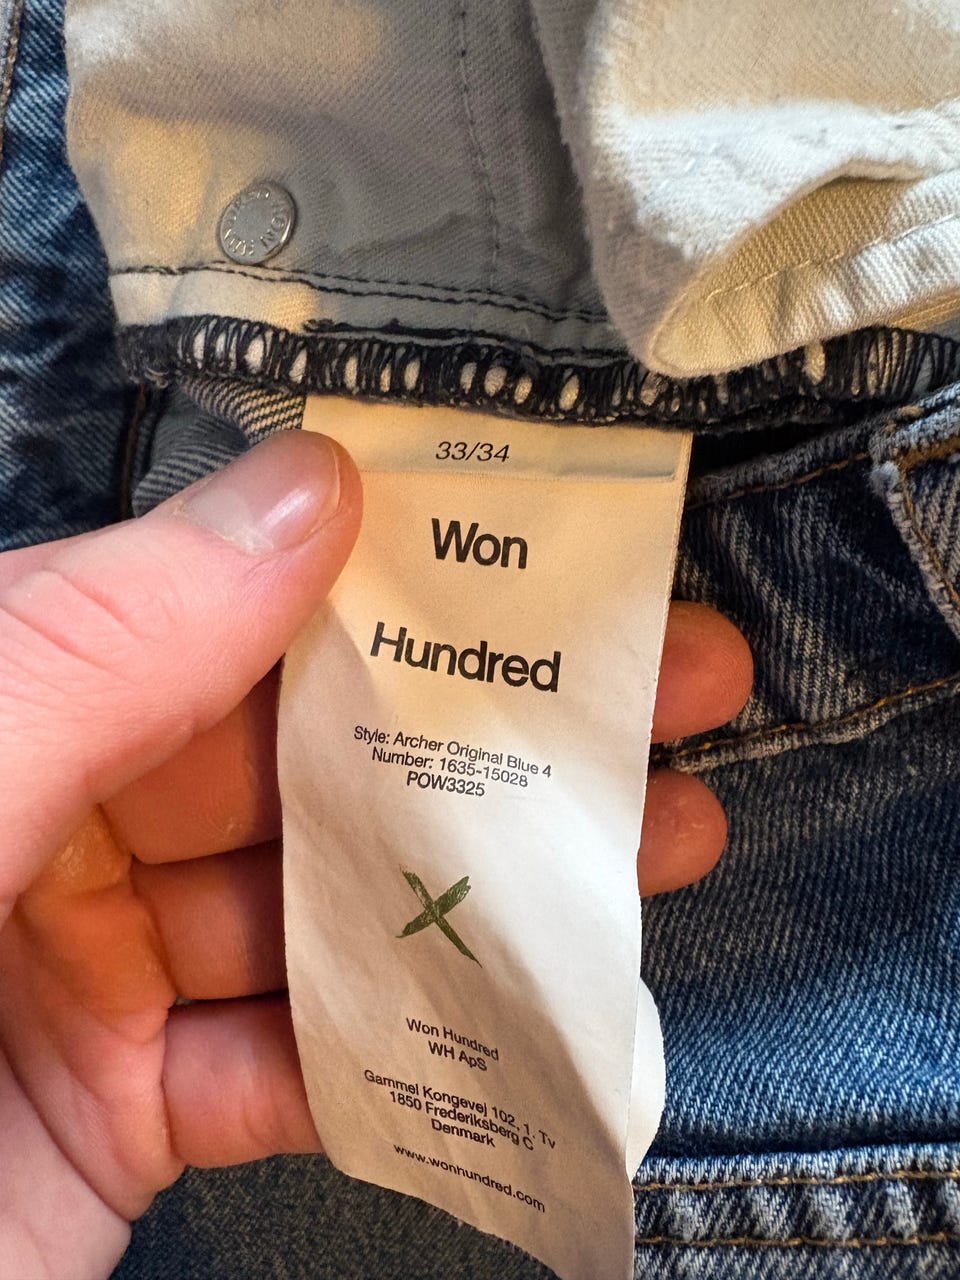 33/34
Won
Hundred
Style: Archer Original Blue 4
Number: 1635-15028
POW3325
Won Hundred
WH ApS
Gammel Kongevej 102, 1. Tv
1850 Frederiksberg C
Denmark
www.wonhundred.com